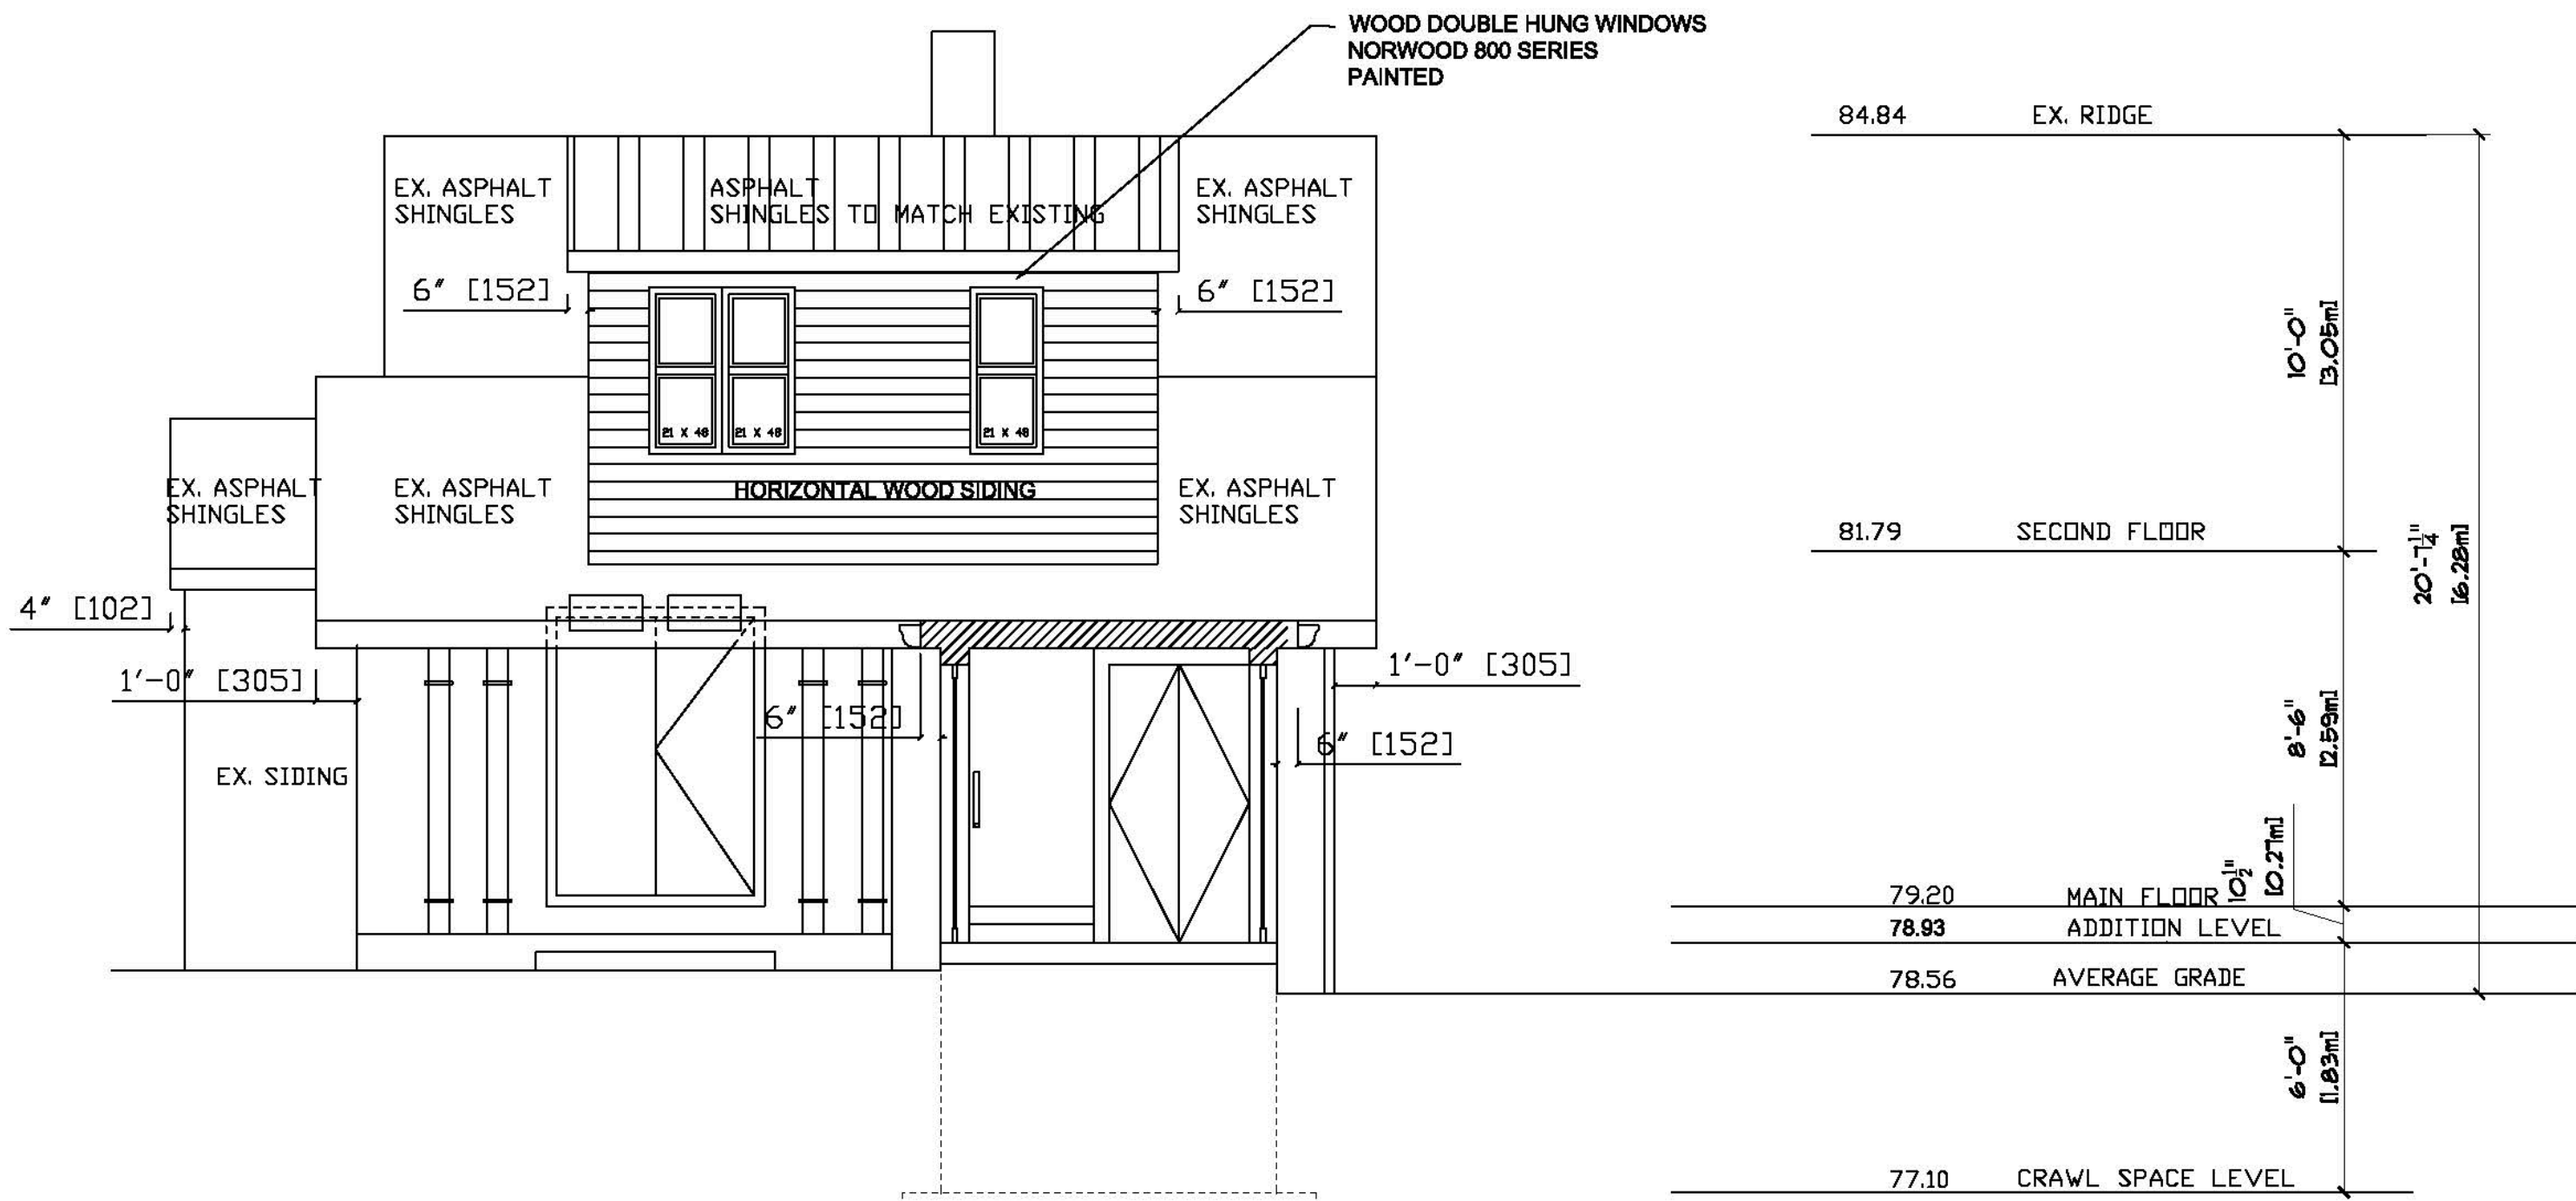 WOOD DOUBLE HUNG WINDOWS
NORWOOD 800 SERIES
PAINTED
84.84 EX. RIDGE
EX. ASPHALT
SHINGLES
ASPHALT
SHINGLES TO MATCH EXISTING
EX. ASPHALT
SHINGLES
6" [152]
6" [152]
10'-0"
[3.05m]
21 X 48
21 X 48
21 X 48
EX. ASPHALT
SHINGLES
EX. ASPHALT
SHINGLES
HORIZONTAL WOOD SIDING
EX. ASPHALT
SHINGLES
81.79 SECOND FLOOR
20'-7 1/4"
[6.28m]
4" [102]
1'-0" [305]
1'-0" [305]
6" [152]
6" [152]
8'-6"
[2.59m]
EX. SIDING
10 1/2"
[0.27m]
79.20 MAIN FLOOR
78.93 ADDITION LEVEL
78.56 AVERAGE GRADE
6'-0"
[1.83m]
77.10 CRAWL SPACE LEVEL